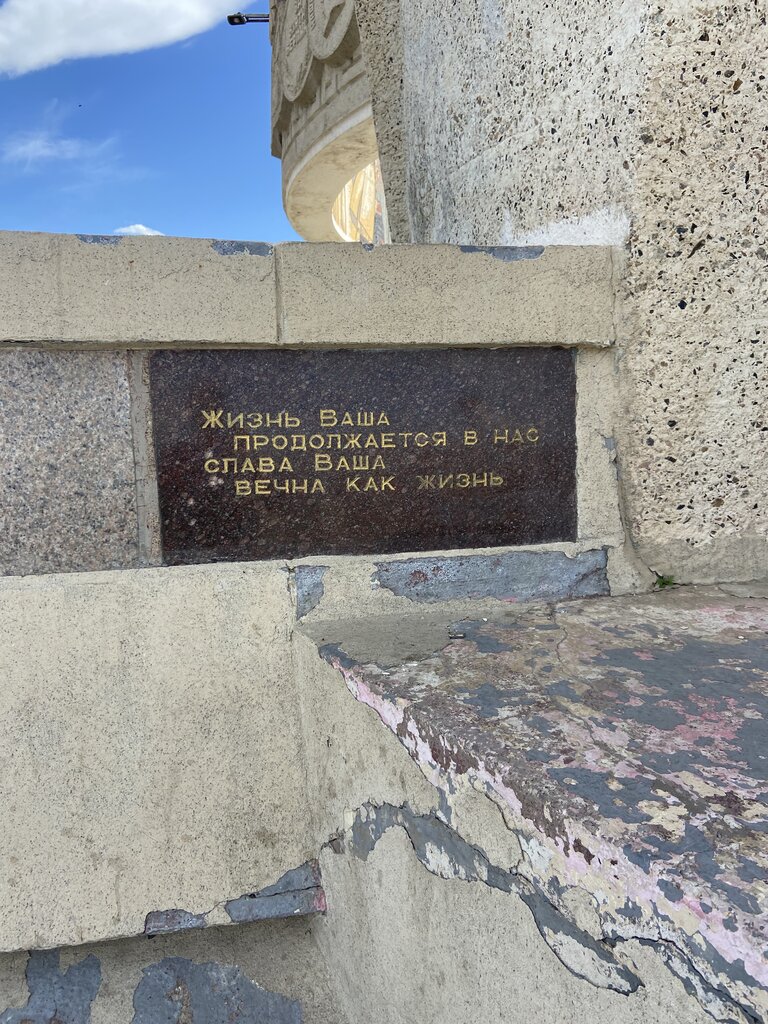 Жизнь Ваша
продолжается в нас
слава Ваша
вечна как жизнь